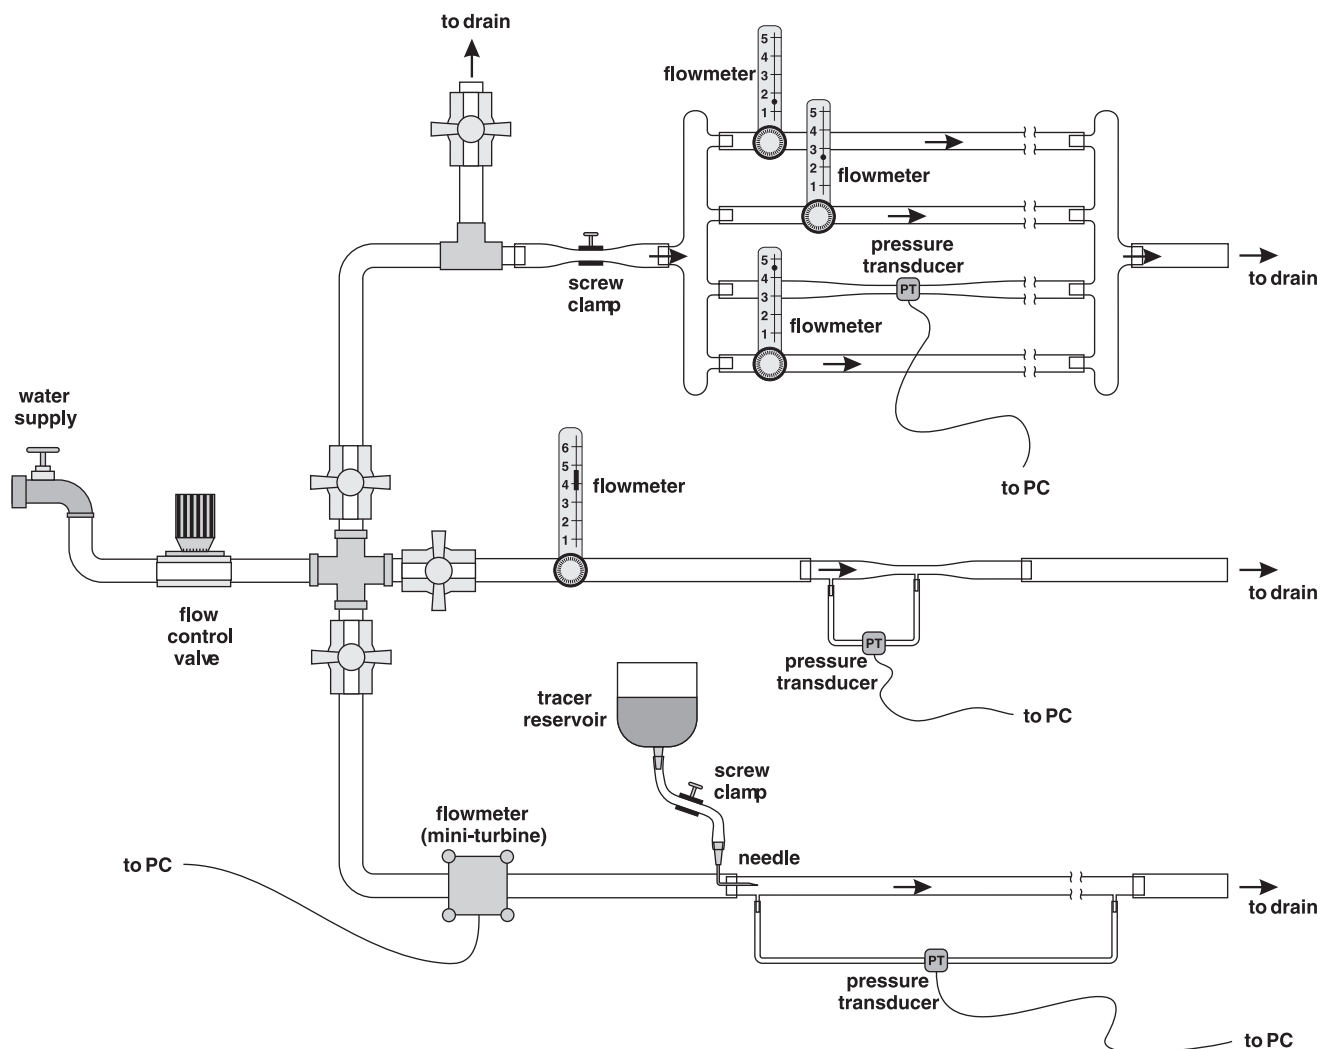 to drain
5
4
3
2
1
flowmeter
5
4
3
2
1
flowmeter
pressure
transducer
PT
5
4
3
2
1
flowmeter
screw
clamp
to drain
to PC
water
supply
flow
control
valve
6
5
4
3
2
1
flowmeter
to drain
PT
pressure
transducer
to PC
tracer
reservoir
screw
clamp
needle
flowmeter
(mini-turbine)
to PC
to drain
PT
pressure
transducer
to PC